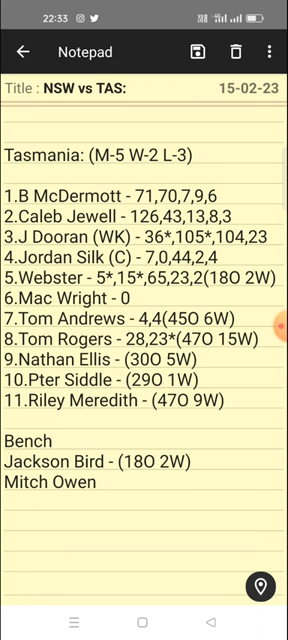 22:33
Notepad
Title : NSW vs TAS: 15-02-23
Tasmania: (M-5 W-2 L-3)
1.B McDermott - 71,70,7,9,6
2.Caleb Jewell - 126,43,13,8,3
3.J Dooran (WK) - 36*,105*,104,23
4.Jordan Silk (C) - 7,0,44,2,4
5.Webster - 5*,15*,65,23,2(18O 2W)
6.Mac Wright - 0
7.Tom Andrews - 4,4(45O 6W)
8.Tom Rogers - 28,23*(47O 15W)
9.Nathan Ellis - (30O 5W)
10.Pter Siddle - (29O 1W)
11.Riley Meredith - (47O 9W)
Bench
Jackson Bird - (18O 2W)
Mitch Owen